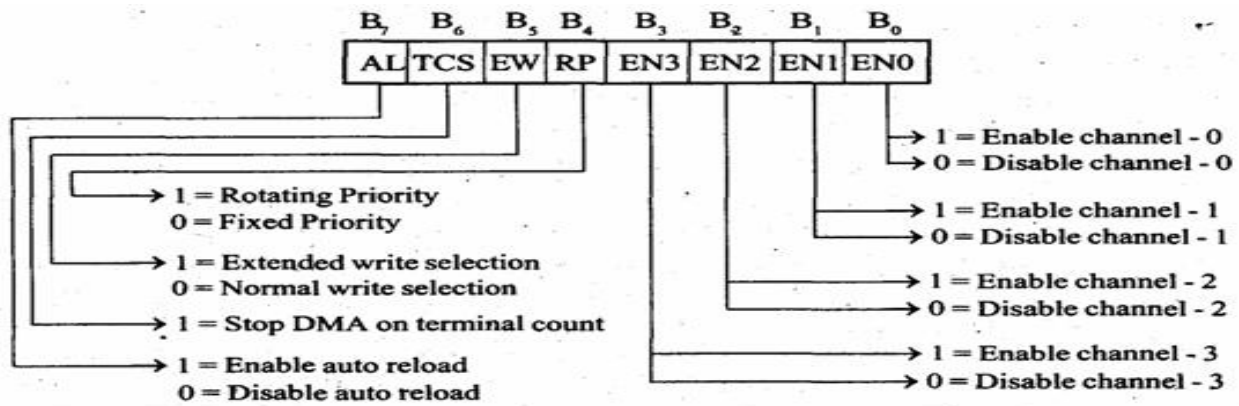 B₇ B₆ B₅ B₄ B₃ B₂ B₁ B₀
AL TCS EW RP EN3 EN2 EN1 EN0
1 = Enable channel - 0
0 = Disable channel - 0
1 = Rotating Priority
0 = Fixed Priority
1 = Enable channel - 1
0 = Disable channel - 1
1 = Extended write selection
0 = Normal write selection
1 = Enable channel - 2
0 = Disable channel - 2
1 = Stop DMA on terminal count
1 = Enable auto reload
0 = Disable auto reload
1 = Enable channel - 3
0 = Disable channel - 3